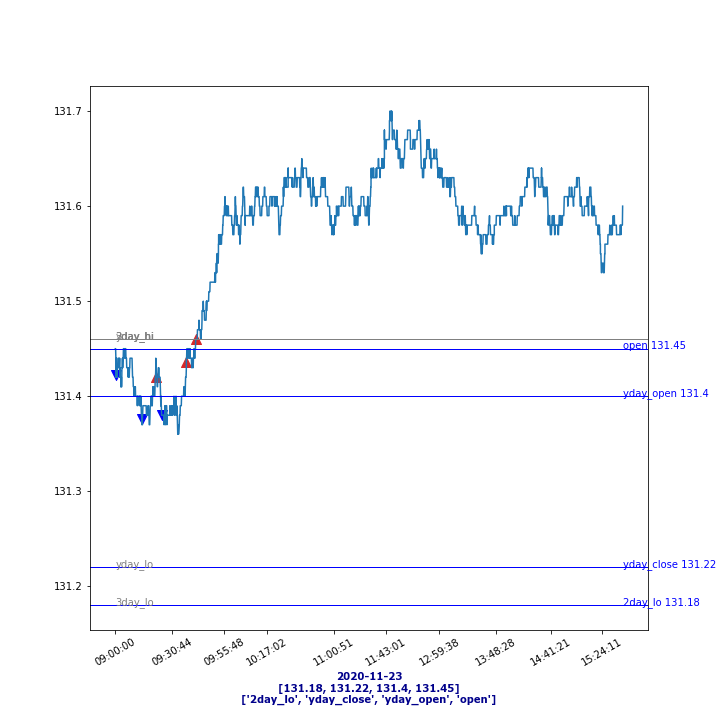 131.7
131.6
131.5
yday_hi
open 131.45
131.4
yday_open 131.4
131.3
yday_lo
yday_close 131.22
131.2
3day_lo
2day_lo 131.18
09:00:00
09:30:44
09:55:48
10:17:02
11:00:51
11:43:01
12:59:38
13:48:28
14:41:21
15:24:11
2020-11-23
[131.18, 131.22, 131.4, 131.45]
['2day_lo', 'yday_close', 'yday_open', 'open']